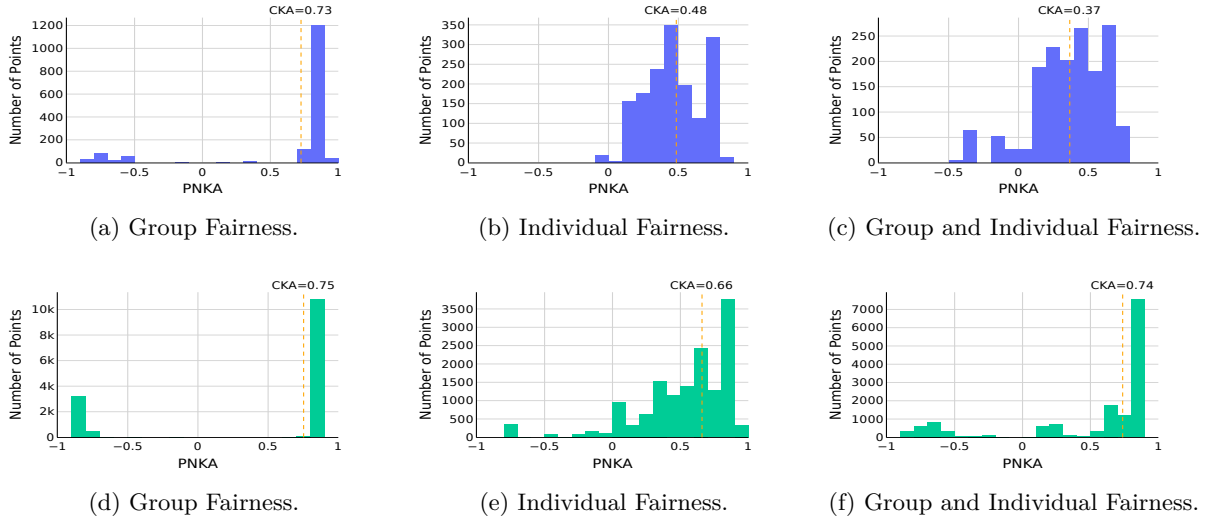 CKA=0.73
1200
1000
800
600
400
200
0
Number of Points
−1
−0.5
0
0.5
1
PNKA
(a) Group Fairness.
CKA=0.48
350
300
250
200
150
100
50
0
Number of Points
−1
−0.5
0
0.5
1
PNKA
(b) Individual Fairness.
CKA=0.37
250
200
150
100
50
0
Number of Points
−1
−0.5
0
0.5
1
PNKA
(c) Group and Individual Fairness.
CKA=0.75
10k
8k
6k
4k
2k
0
Number of Points
−1
−0.5
0
0.5
1
PNKA
(d) Group Fairness.
CKA=0.66
3500
3000
2500
2000
1500
1000
500
0
Number of Points
−1
−0.5
0
0.5
1
PNKA
(e) Individual Fairness.
CKA=0.74
7000
6000
5000
4000
3000
2000
1000
0
Number of Points
−1
−0.5
0
0.5
1
PNKA
(f) Group and Individual Fairness.